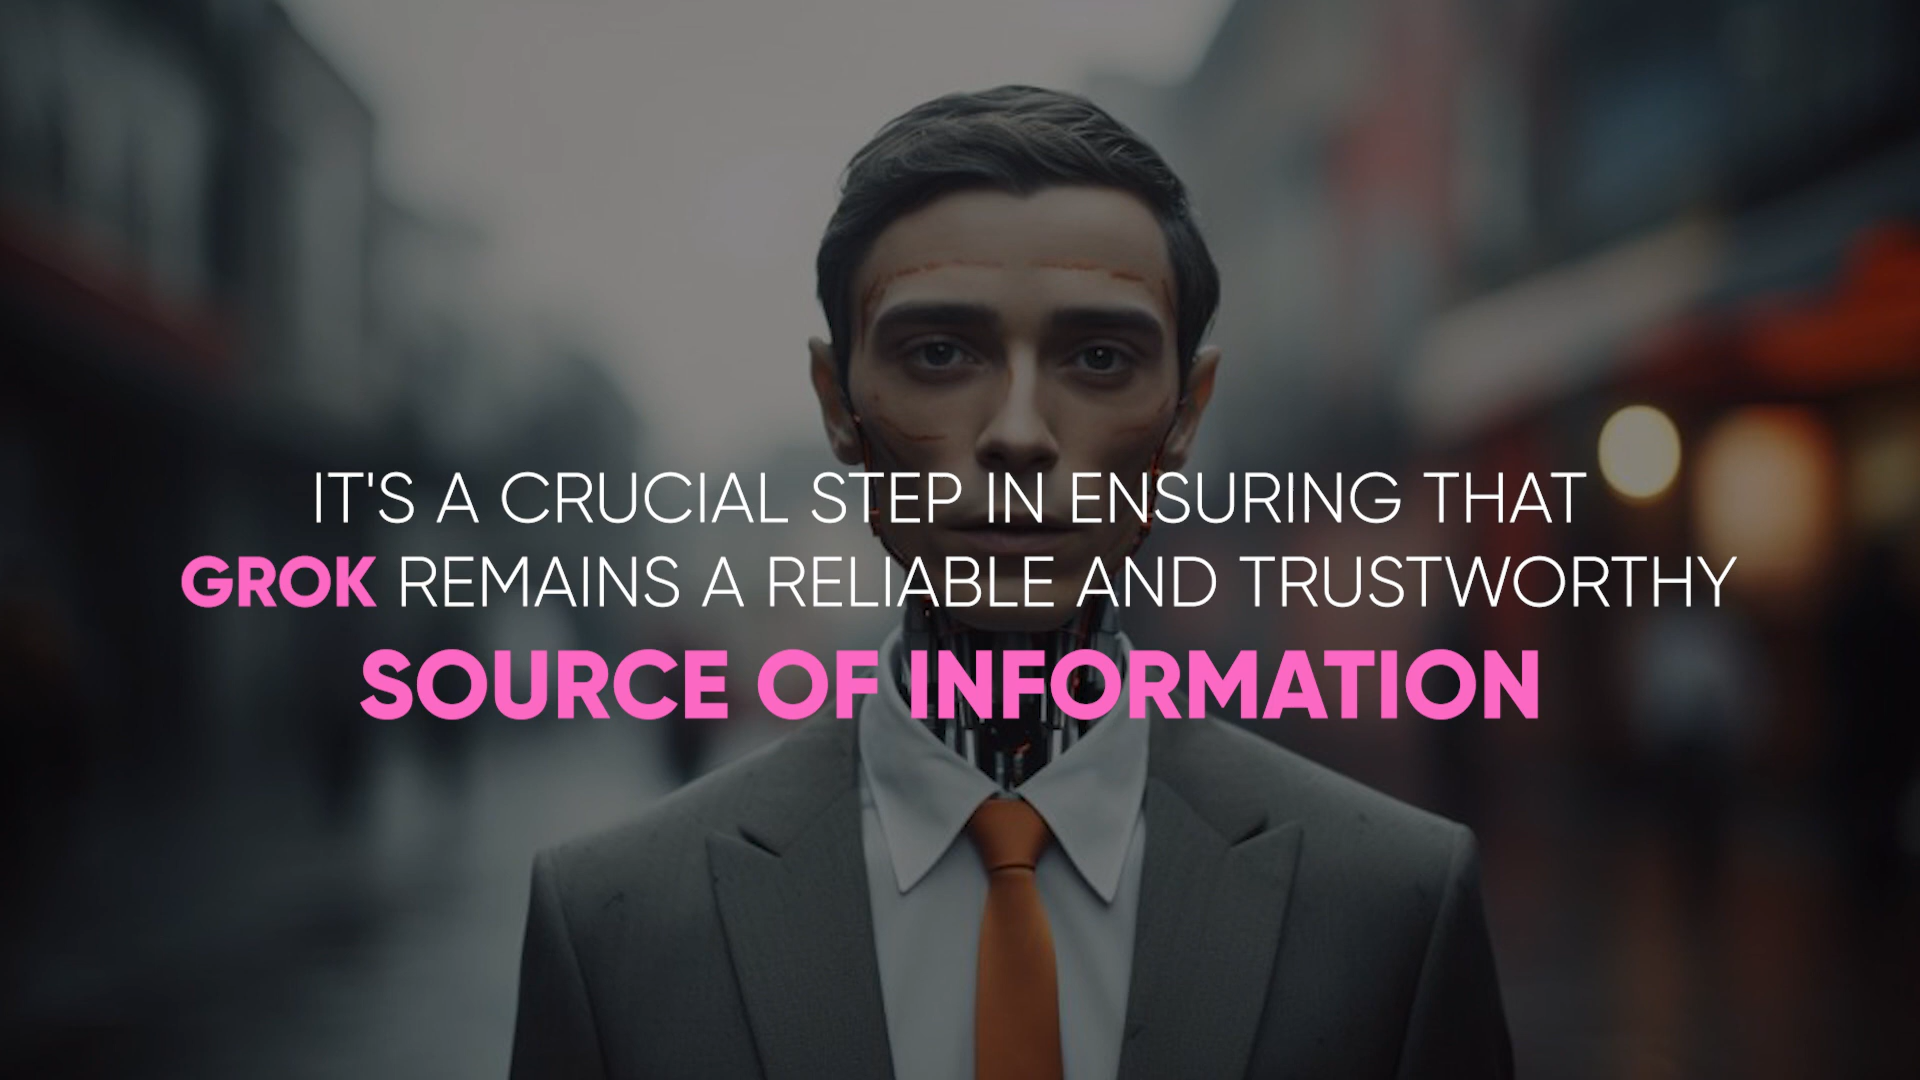 IT'S A CRUCIAL STEP IN ENSURING THAT
GROK REMAINS A RELIABLE AND TRUSTWORTHY
SOURCE OF INFORMATION